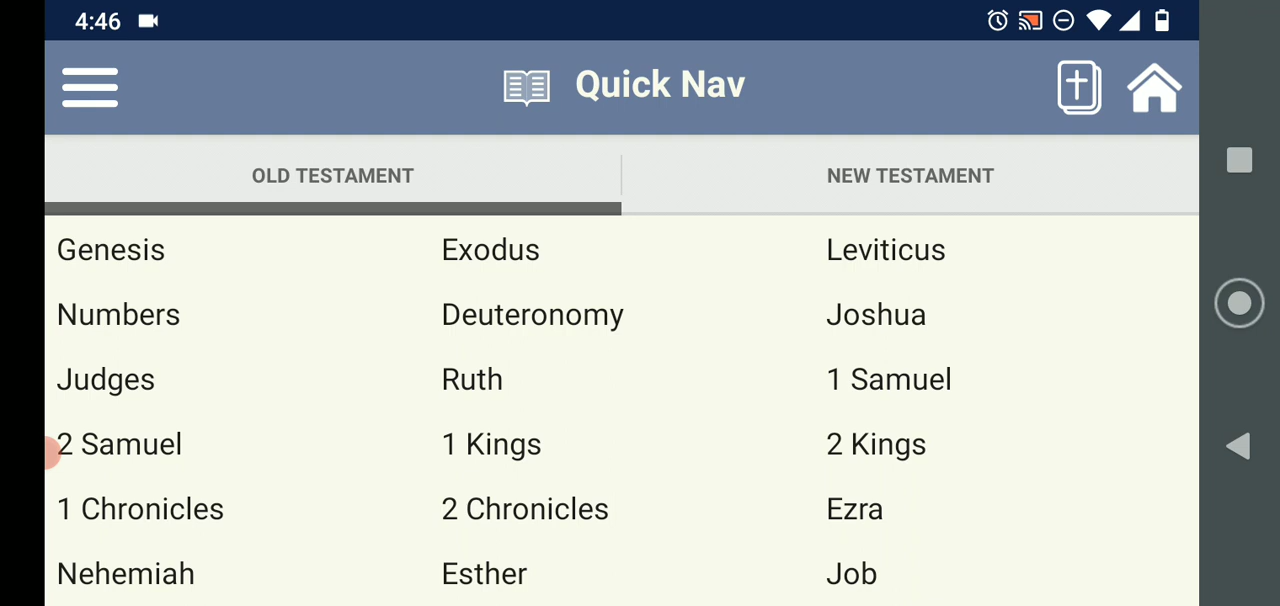 4:46
Quick Nav
OLD TESTAMENT NEW TESTAMENT
Genesis Exodus Leviticus
Numbers Deuteronomy Joshua
Judges Ruth 1 Samuel
2 Samuel 1 Kings 2 Kings
1 Chronicles 2 Chronicles Ezra
Nehemiah Esther Job